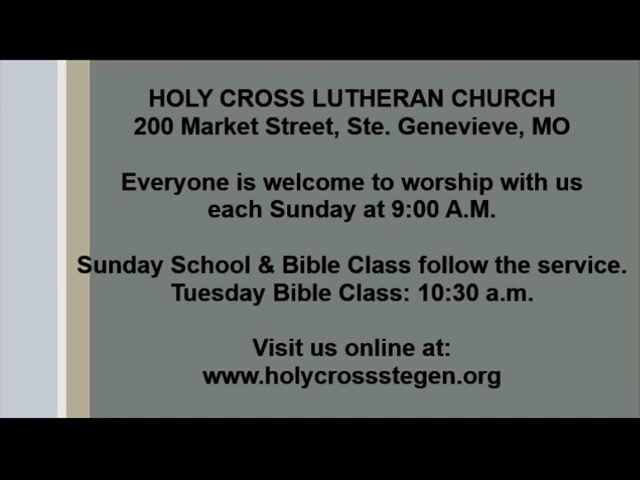 HOLY CROSS LUTHERAN CHURCH
200 Market Street, Ste. Genevieve, MO
Everyone is welcome to worship with us
each Sunday at 9:00 A.M.
Sunday School & Bible Class follow the service.
Tuesday Bible Class: 10:30 a.m.
Visit us online at:
www.holycrossstegen.org